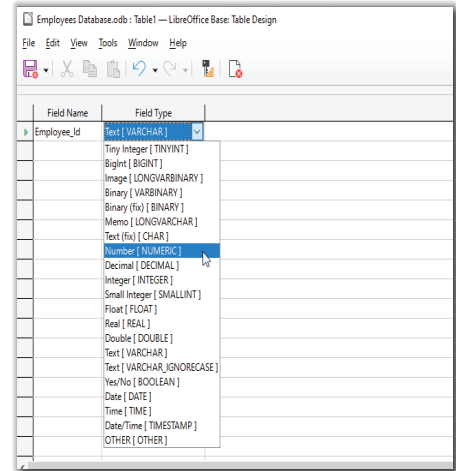 Employees Database.odb : Table1 — LibreOffice Base: Table Design
File Edit View Tools Window Help
Field Name Field Type
Employee_Id Text [ VARCHAR ]
Tiny Integer [ TINYINT ]
BigInt [ BIGINT ]
Image [ LONGVARBINARY ]
Binary [ VARBINARY ]
Binary (fix) [ BINARY ]
Memo [ LONGVARCHAR ]
Text (fix) [ CHAR ]
Number [ NUMERIC ]
Decimal [ DECIMAL ]
Integer [ INTEGER ]
Small Integer [ SMALLINT ]
Float [ FLOAT ]
Real [ REAL ]
Double [ DOUBLE ]
Text [ VARCHAR ]
Text [ VARCHAR_IGNORECASE ]
Yes/No [ BOOLEAN ]
Date [ DATE ]
Time [ TIME ]
Date/Time [ TIMESTAMP ]
OTHER [ OTHER ]